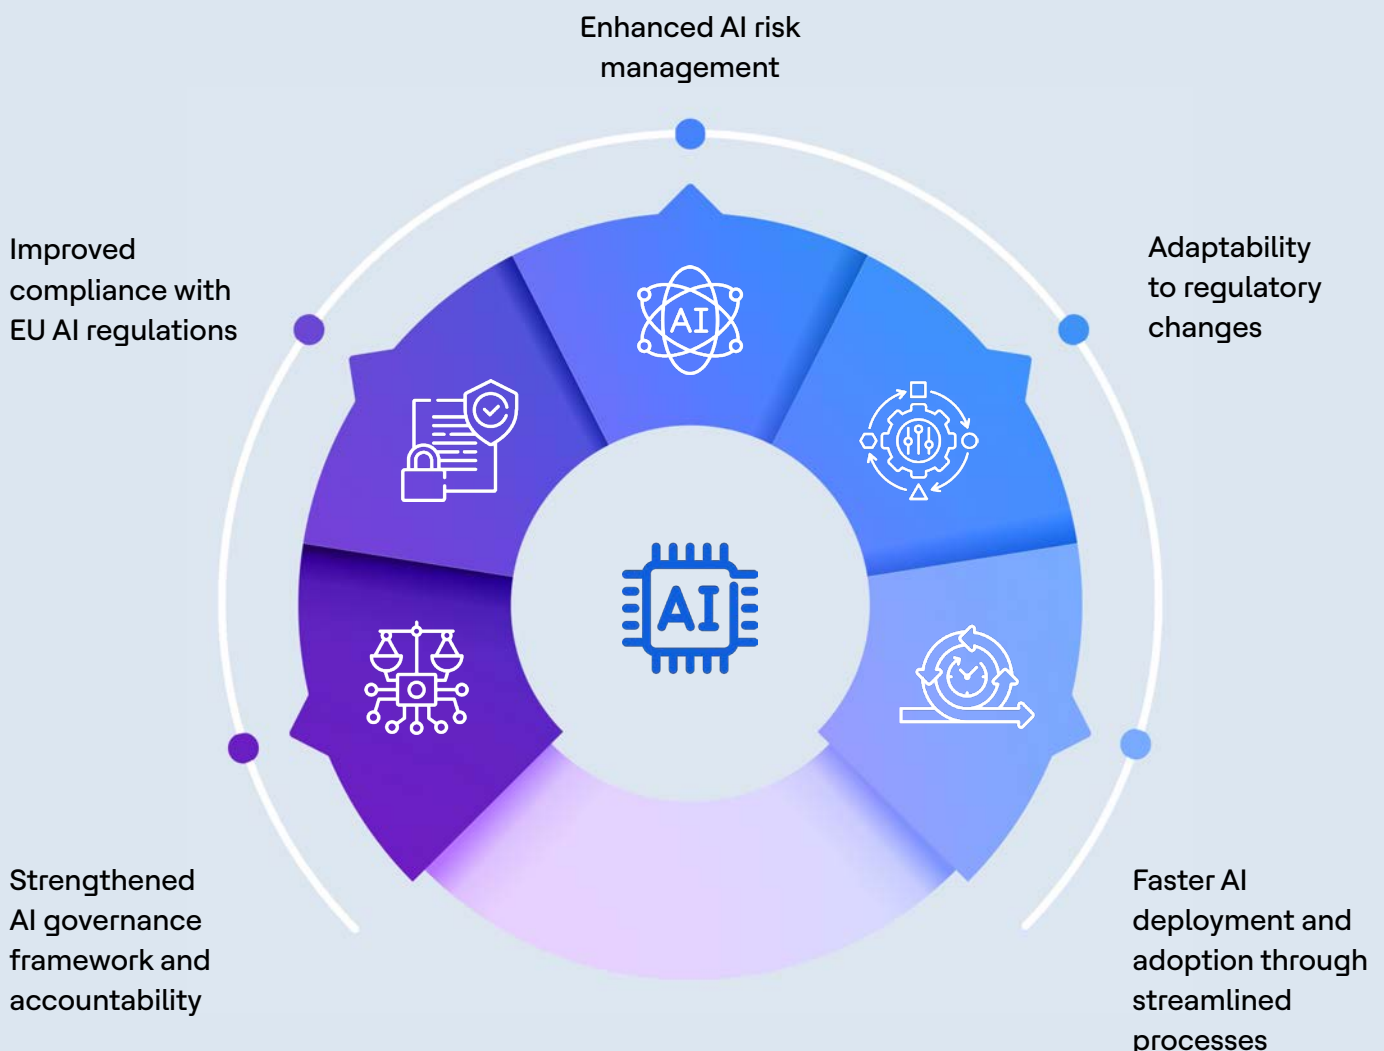 Enhanced AI risk
management
Improved
compliance with
EU AI regulations
Adaptability
to regulatory
changes
AI
AI
Strengthened
AI governance
framework and
accountability
Faster AI
deployment and
adoption through
streamlined
processes